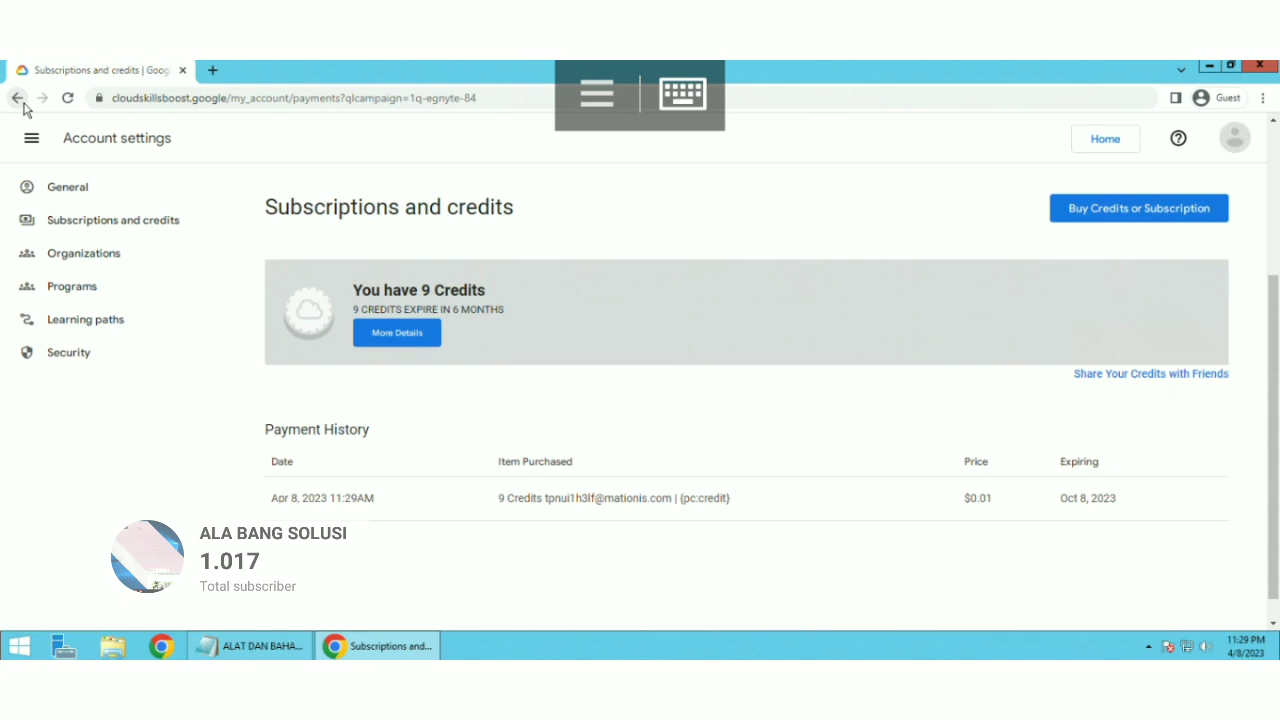 Subscriptions and credits | Goog
cloudskillsboost.google/my_account/payments?qlcampaign=1q-egnyte-84
Guest
Account settings
Home
General
Subscriptions and credits
Organizations
Programs
Learning paths
Security
Subscriptions and credits
Buy Credits or Subscription
You have 9 Credits
9 CREDITS EXPIRE IN 6 MONTHS
More Details
Share Your Credits with Friends
Payment History
Date Item Purchased Price Expiring
Apr 8, 2023 11:29AM 9 Credits tpnui1h3lf@mationis.com | {pc:credit} $0.01 Oct 8, 2023
ALA BANG SOLUSI
1.017
Total subscriber
ALAT DAN BAHA...
Subscriptions and...
11:29 PM
4/8/2023